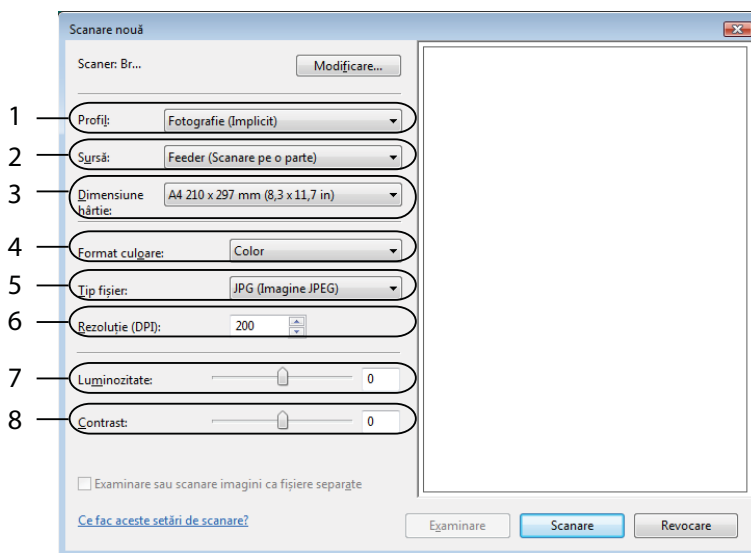 Scanare nouă
Scaner: Br...
Modificare...
1 Profil: Fotografie (Implicit)
2 Sursă: Feeder (Scanare pe o parte)
3 Dimensiune hârtie: A4 210 x 297 mm (8,3 x 11,7 in)
4 Format culoare: Color
5 Tip fișier: JPG (Imagine JPEG)
6 Rezoluție (DPI): 200
7 Luminozitate: 0
8 Contrast: 0
Examinare sau scanare imagini ca fișiere separate
Ce fac aceste setări de scanare?
Examinare Scanare Revocare